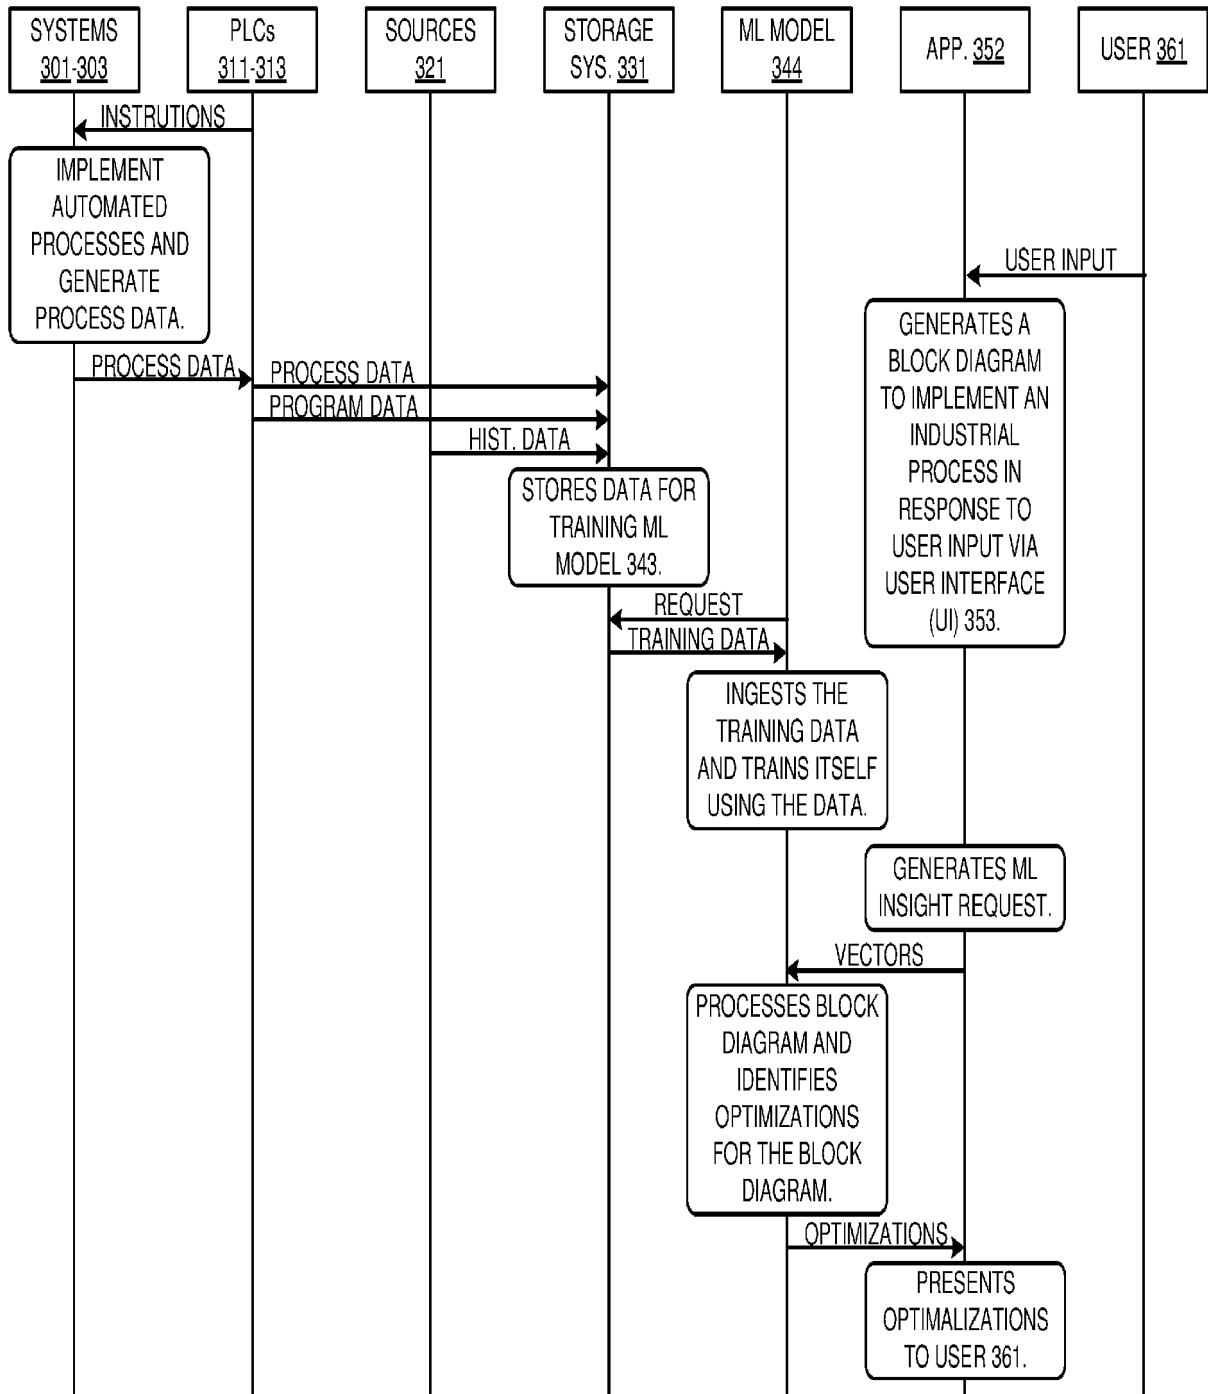 SYSTEMS
301-303
PLCs
311-313
SOURCES
321
STORAGE
SYS. 331
ML MODEL
344
APP. 352
USER 361
INSTRUTIONS
IMPLEMENT
AUTOMATED
PROCESSES AND
GENERATE
PROCESS DATA.
USER INPUT
GENERATES A
BLOCK DIAGRAM
TO IMPLEMENT AN
INDUSTRIAL
PROCESS IN
RESPONSE TO
USER INPUT VIA
USER INTERFACE
(UI) 353.
PROCESS DATA
PROCESS DATA
PROGRAM DATA
HIST. DATA
STORES DATA FOR
TRAINING ML
MODEL 343.
REQUEST
TRAINING DATA
INGESTS THE
TRAINING DATA
AND TRAINS ITSELF
USING THE DATA.
GENERATES ML
INSIGHT REQUEST.
VECTORS
PROCESSES BLOCK
DIAGRAM AND
IDENTIFIES
OPTIMIZATIONS
FOR THE BLOCK
DIAGRAM.
OPTIMIZATIONS
PRESENTS
OPTIMALIZATIONS
TO USER 361.